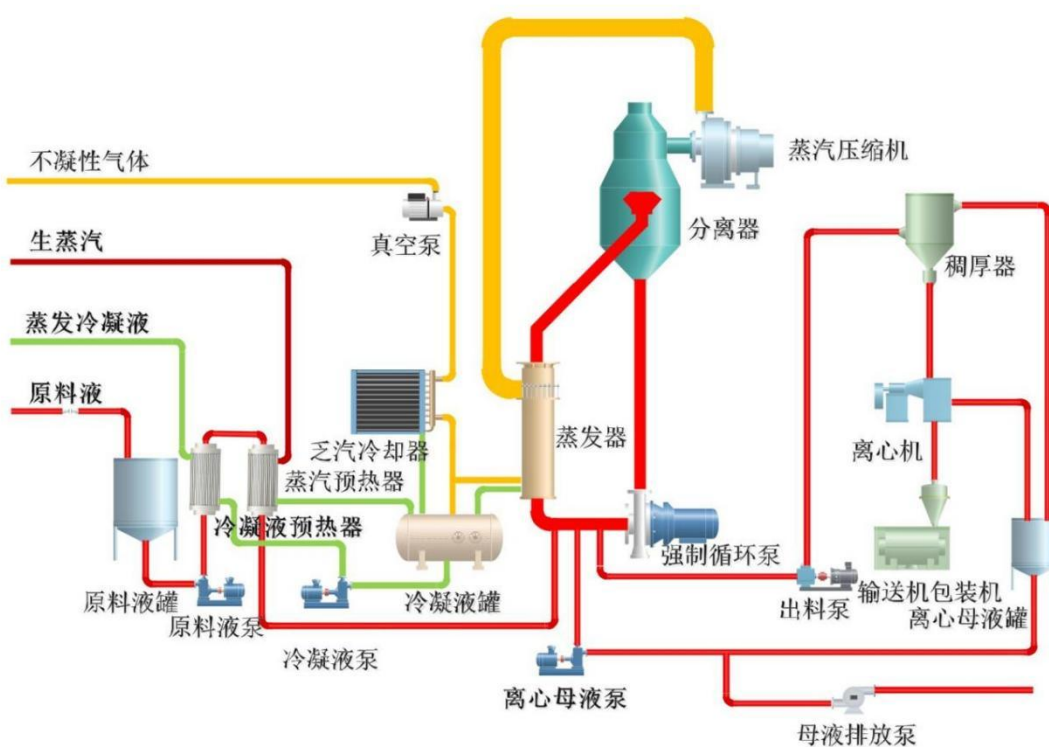 不凝性气体
真空泵
蒸汽压缩机
分离器
生蒸汽
稠厚器
蒸发冷凝液
原料液
乏汽冷却器
蒸发器
离心机
蒸汽预热器
冷凝液预热器
强制循环泵
原料液罐
原料液泵
冷凝液罐
出料泵
输送机包装机
离心母液罐
冷凝液泵
离心母液泵
母液排放泵